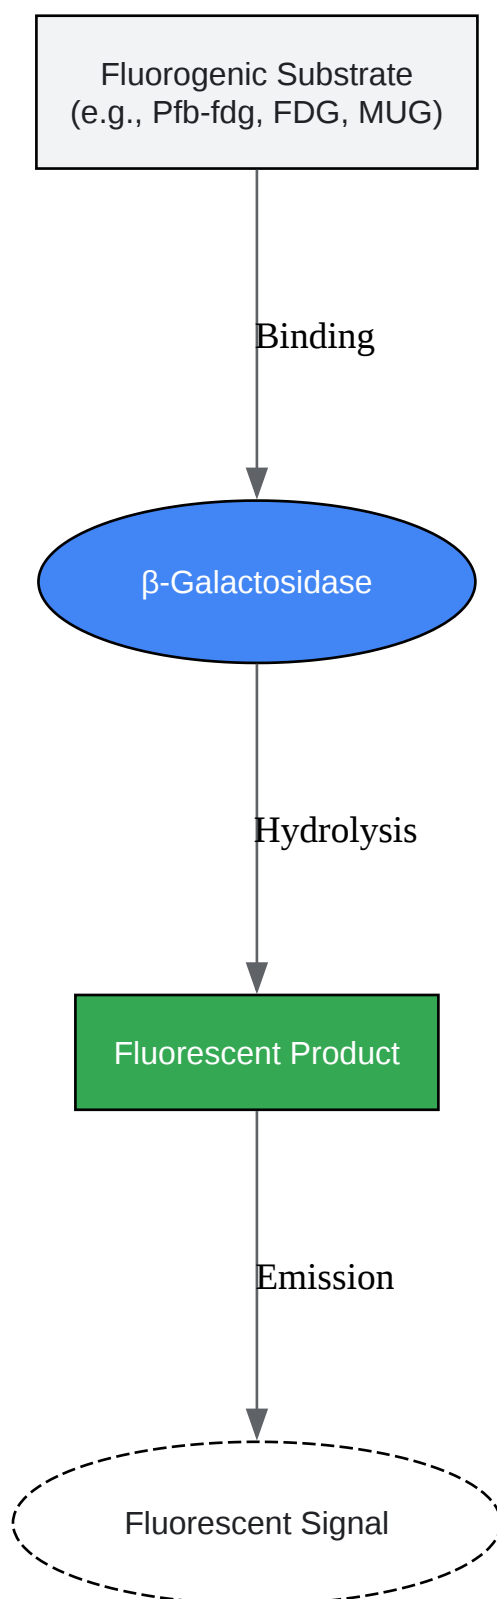 Fluorogenic Substrate
(e.g., Pfb-fdg, FDG, MUG)
Binding
β-Galactosidase
Hydrolysis
Fluorescent Product
Emission
Fluorescent Signal